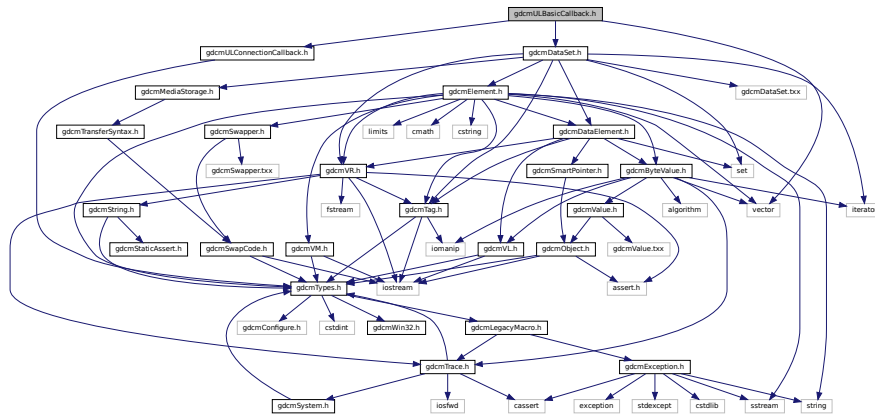 gdcmULBasicCallback.h
gdcmULConnectionCallback.h
gdcmDataSet.h
gdcmMediaStorage.h
gdcmElement.h
gdcmDataSet.txx
gdcmTransferSyntax.h
gdcmSwapper.h
limits
cmath
cstring
gdcmDataElement.h
gdcmSwapper.txx
gdcmVR.h
gdcmSmartPointer.h
gdcmByteValue.h
set
gdcmString.h
fstream
gdcmTag.h
gdcmValue.h
algorithm
vector
iterator
gdcmStaticAssert.h
gdcmSwapCode.h
gdcmVM.h
iomanip
gdcmVL.h
gdcmObject.h
gdcmValue.txx
gdcmTypes.h
iostream
assert.h
gdcmConfigure.h
cstdint
gdcmWin32.h
gdcmLegacyMacro.h
gdcmTrace.h
gdcmException.h
gdcmSystem.h
iosfwd
cassert
exception
stdexcept
cstdlib
sstream
string